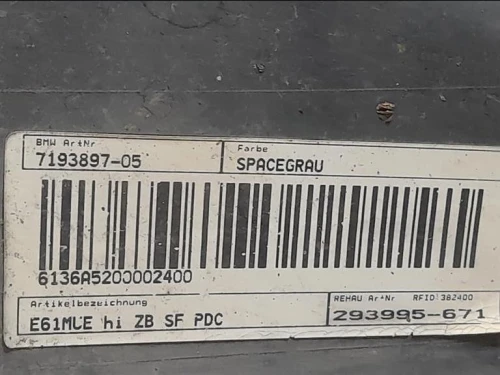 BMW ArtNr
7193897-05
Farbe
SPACEGRAU
6136A5200002400
Artikelbezeichnung
E61MUE hi ZB SF PDC
REHAU Ar+Nr RFID:382400
293995-671